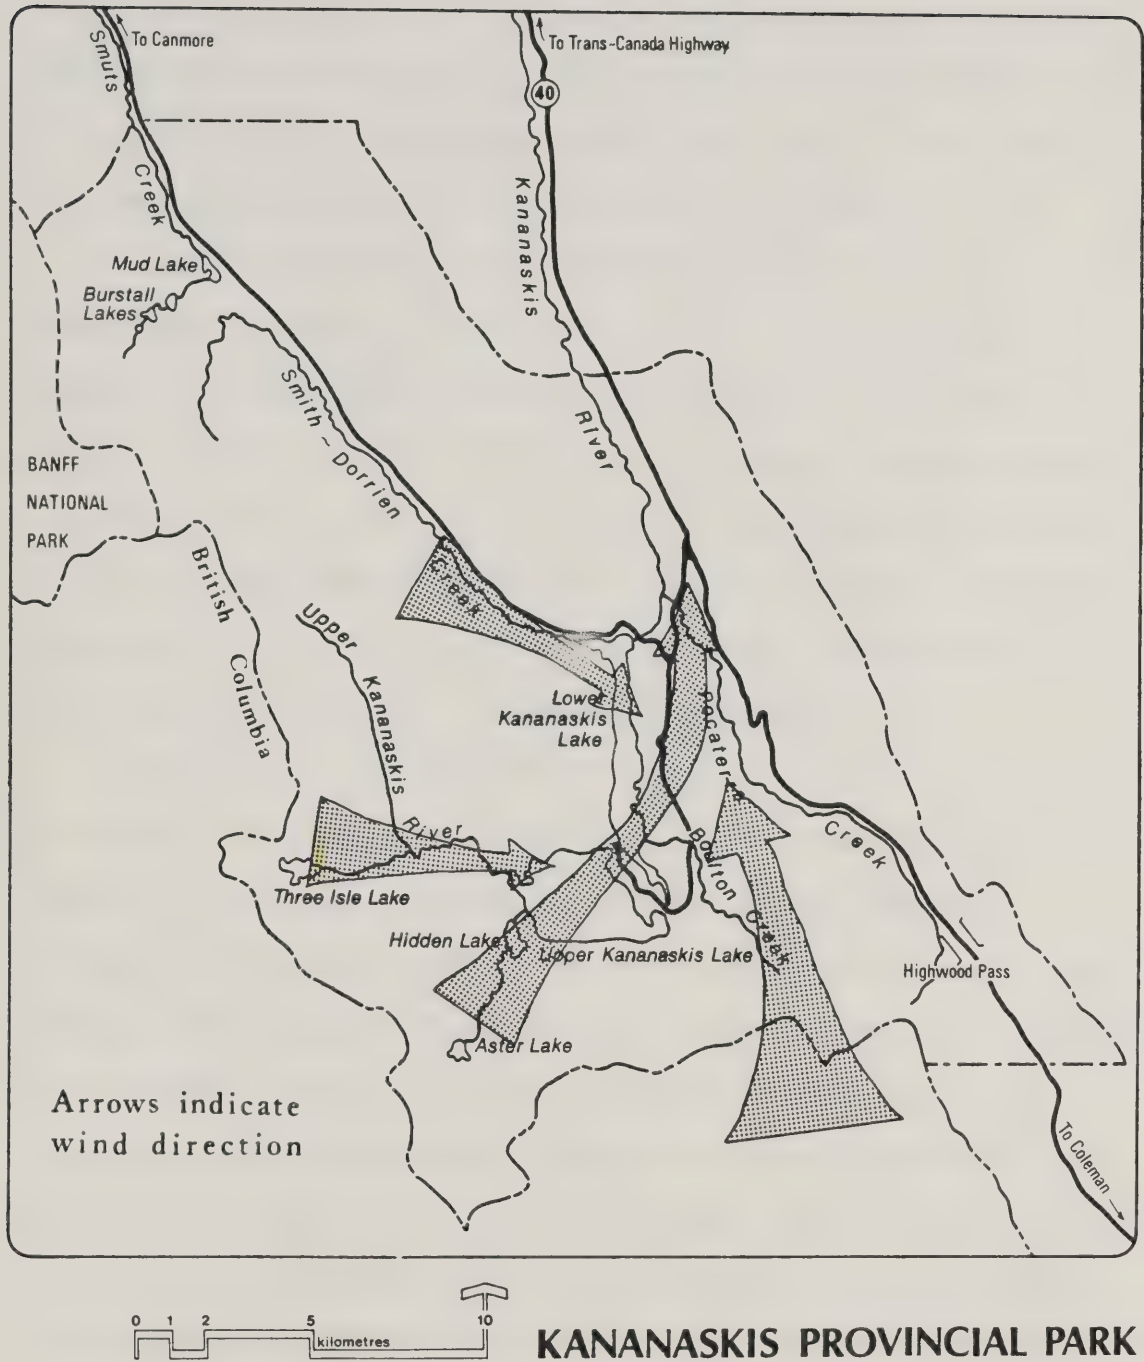 To Canmore
To Trans-Canada Highway
Smuts
Creek
40
Kananaskis
River
Mud Lake
Burstall
Lakes
Smith - Dorrien
Creek
BANFF
NATIONAL
PARK
British
Columbia
Upper
Kananaskis
River
Lower
Kananaskis
Lake
Pocaterra
Creek
Boulton
Creek
Three Isle Lake
Hidden Lake
Upper Kananaskis Lake
Highwood Pass
Aster Lake
Arrows indicate
wind direction
To Coleman
0 1 2 5 10
kilometres
KANANASKIS PROVINCIAL PARK